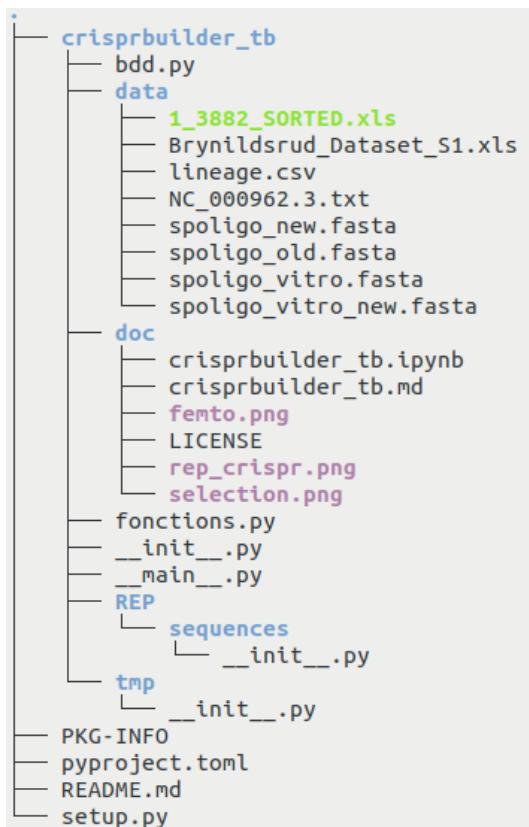 .
├── crisprbuilder_tb
│   ├── bdd.py
│   ├── data
│   │   ├── 1_3882_SORTED.xls
│   │   ├── Brynildsrud_Dataset_S1.xls
│   │   ├── lineage.csv
│   │   ├── NC_000962.3.txt
│   │   ├── spoligo_new.fasta
│   │   ├── spoligo_old.fasta
│   │   ├── spoligo_vitro.fasta
│   │   └── spoligo_vitro_new.fasta
│   ├── doc
│   │   ├── crisprbuilder_tb.ipynb
│   │   ├── crisprbuilder_tb.md
│   │   ├── femto.png
│   │   ├── LICENSE
│   │   ├── rep_crispr.png
│   │   └── selection.png
│   ├── fonctions.py
│   ├── __init__.py
│   ├── __main__.py
│   ├── REP
│   │   └── sequences
│   │       └── __init__.py
│   └── tmp
│       └── __init__.py
├── PKG-INFO
├── pyproject.toml
├── README.md
└── setup.py